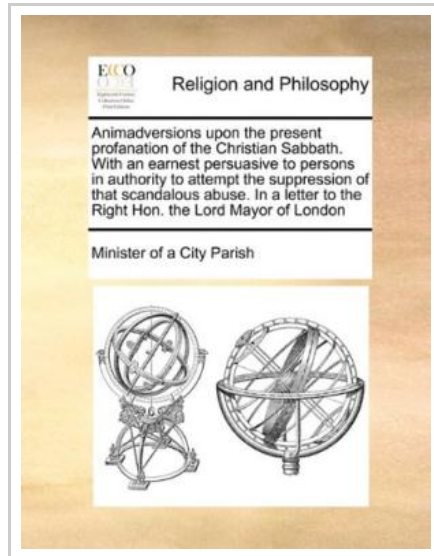 ECCO
Religion and Philosophy
Animadversions upon the present
profanation of the Christian Sabbath.
With an earnest persuasive to persons
in authority to attempt the suppression of
that scandalous abuse. In a letter to the
Right Hon. the Lord Mayor of London
Minister of a City Parish